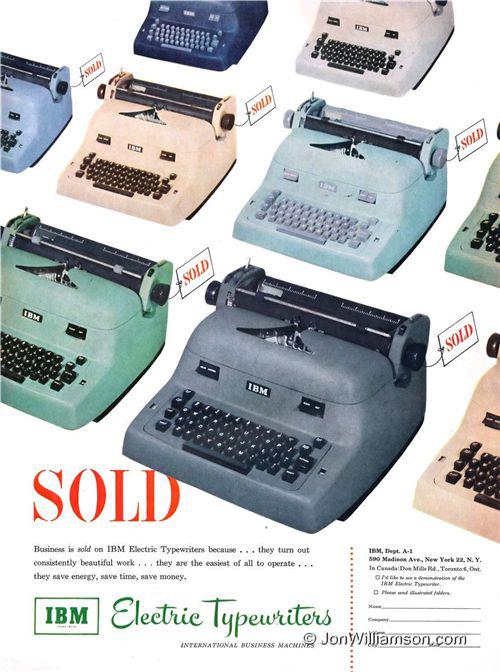 SOLD
SOLD
IBM
IBM
SOLD
SOLD
IBM
SOLD
IBM
SOLD
Business is sold on IBM Electric Typewriters because . . . they turn out
consistently beautiful work . . . they are the easiest of all to operate . . .
they save energy, save time, save money.
IBM
TRADE MARK
Electric Typewriters
INTERNATIONAL BUSINESS MACHINES
IBM, Dept. A-1
590 Madison Ave., New York 22, N. Y.
In Canada: Don Mills Rd., Toronto 6, Ont.
I'd like to see a demonstration of the
IBM Electric Typewriter.
Please send illustrated folders.
Name
Company
City
© JonWilliamson.com